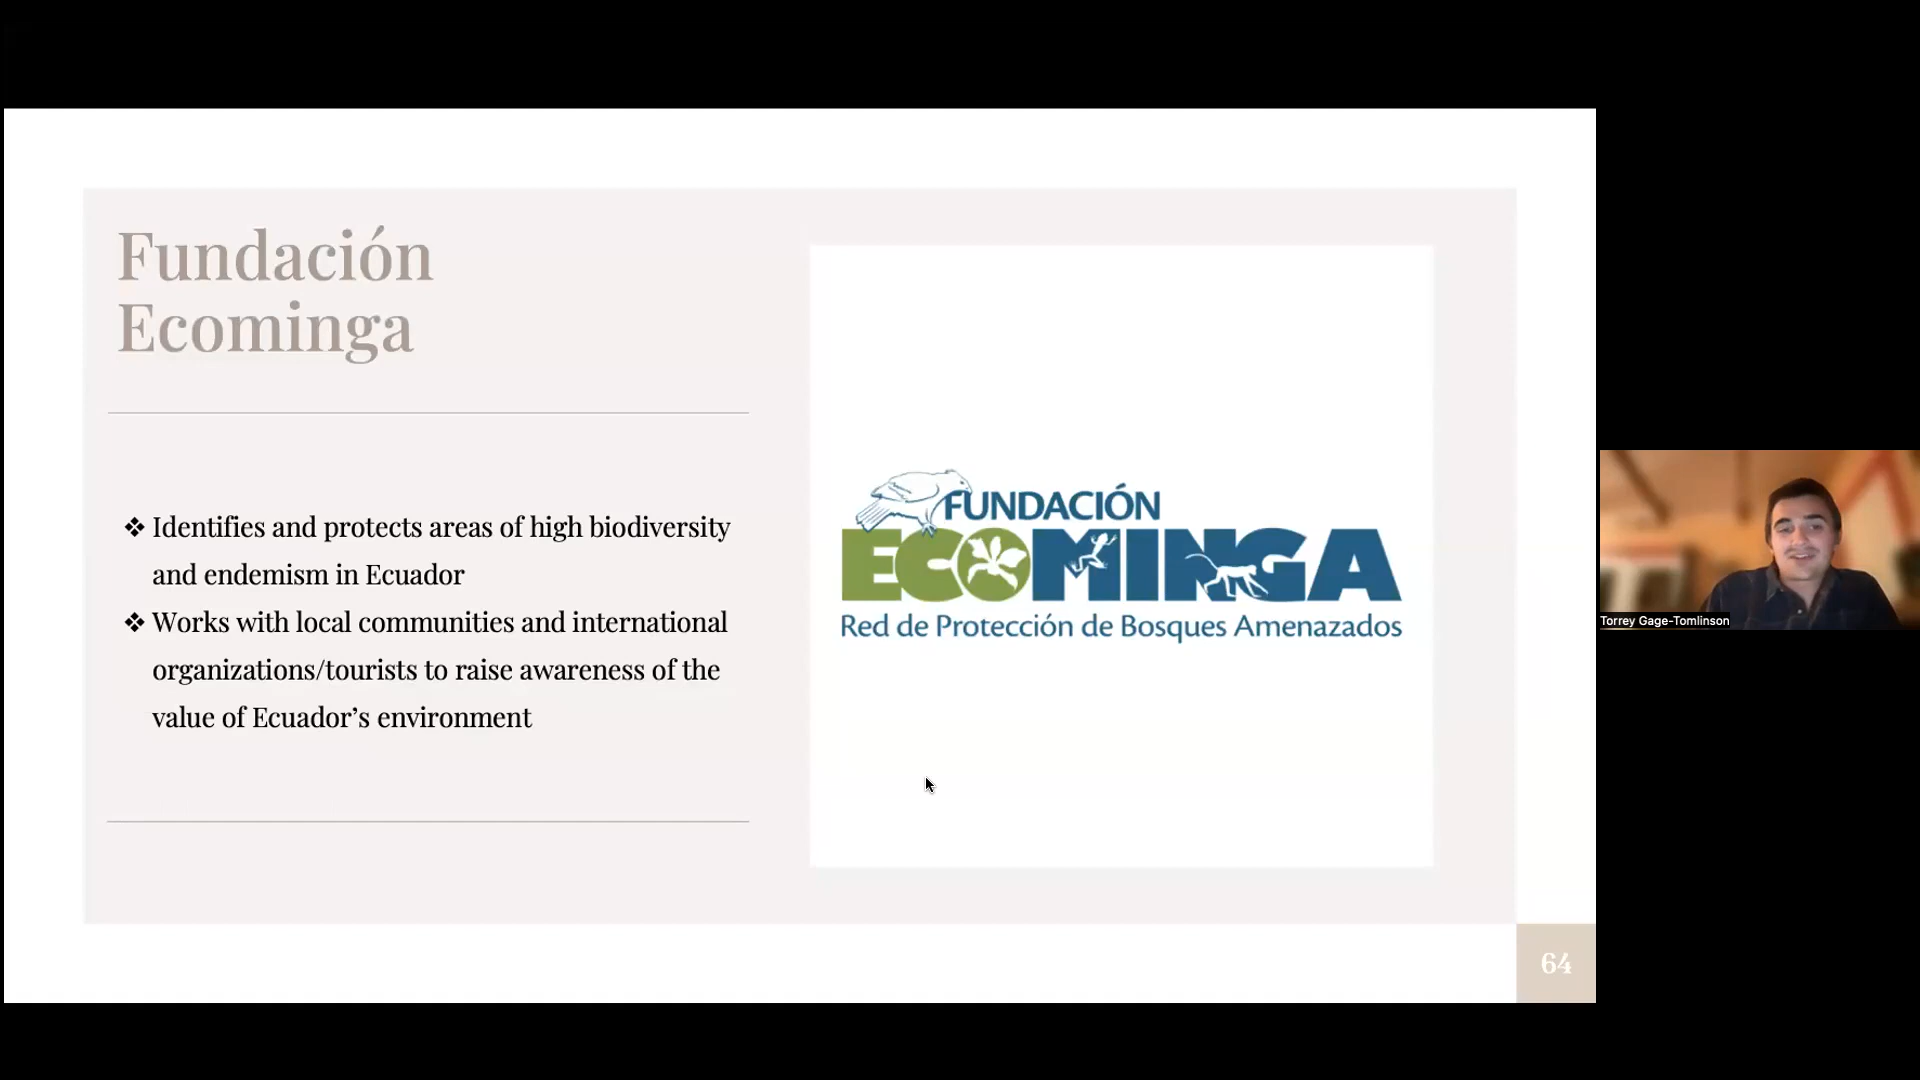 Fundación
Ecominga
❖ Identifies and protects areas of high biodiversity
and endemism in Ecuador
❖ Works with local communities and international
organizations/tourists to raise awareness of the
value of Ecuador’s environment
FUNDACIÓN
ECOMINGA
Red de Protección de Bosques Amenazados
Torrey Gage-Tomlinson
64